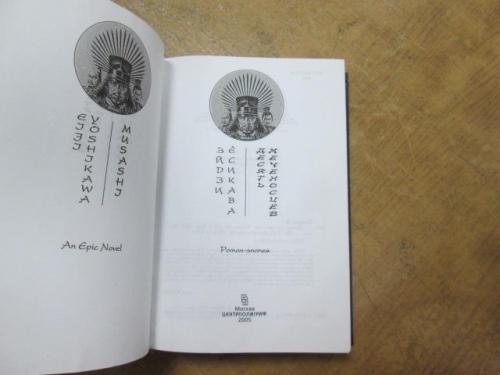 EIJI
YOSHIKAWA
MUSASHI
An Epic Novel
ЭЙДЗИ
ЁСИКАВА
ДЕСЯТЬ
МЕЧЕНОСЦЕВ
Роман-эпопея
Москва
ЦЕНТРПОЛИГРАФ
2005